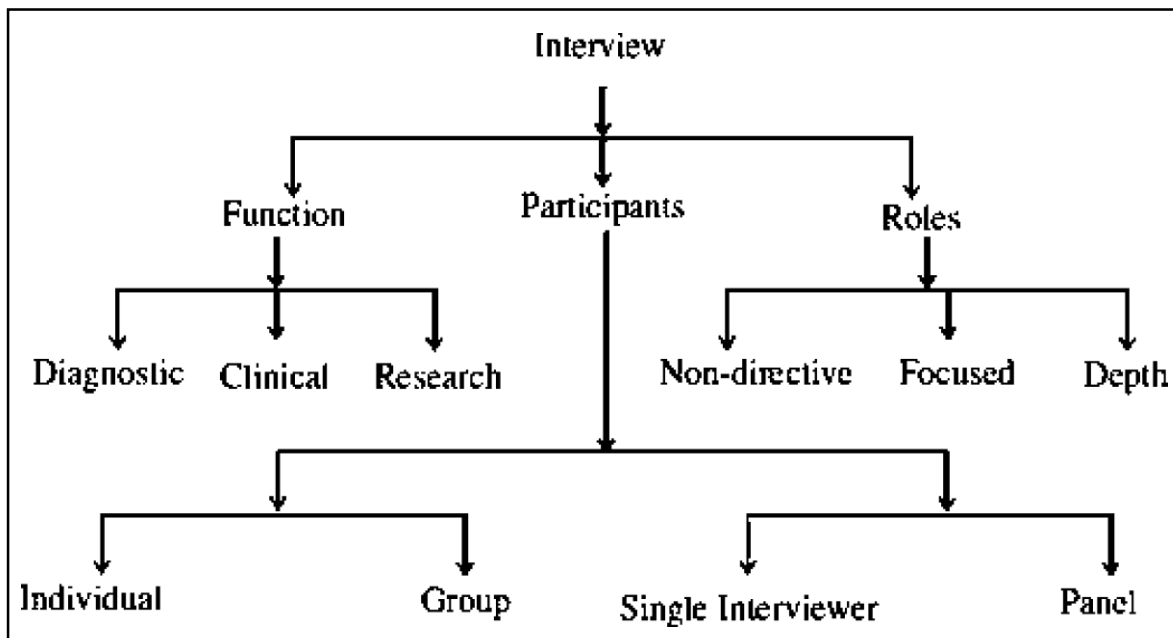 Interview
Function Participants Roles
Diagnostic Clinical Research Non-directive Focused Depth
Individual Group Single Interviewer Panel